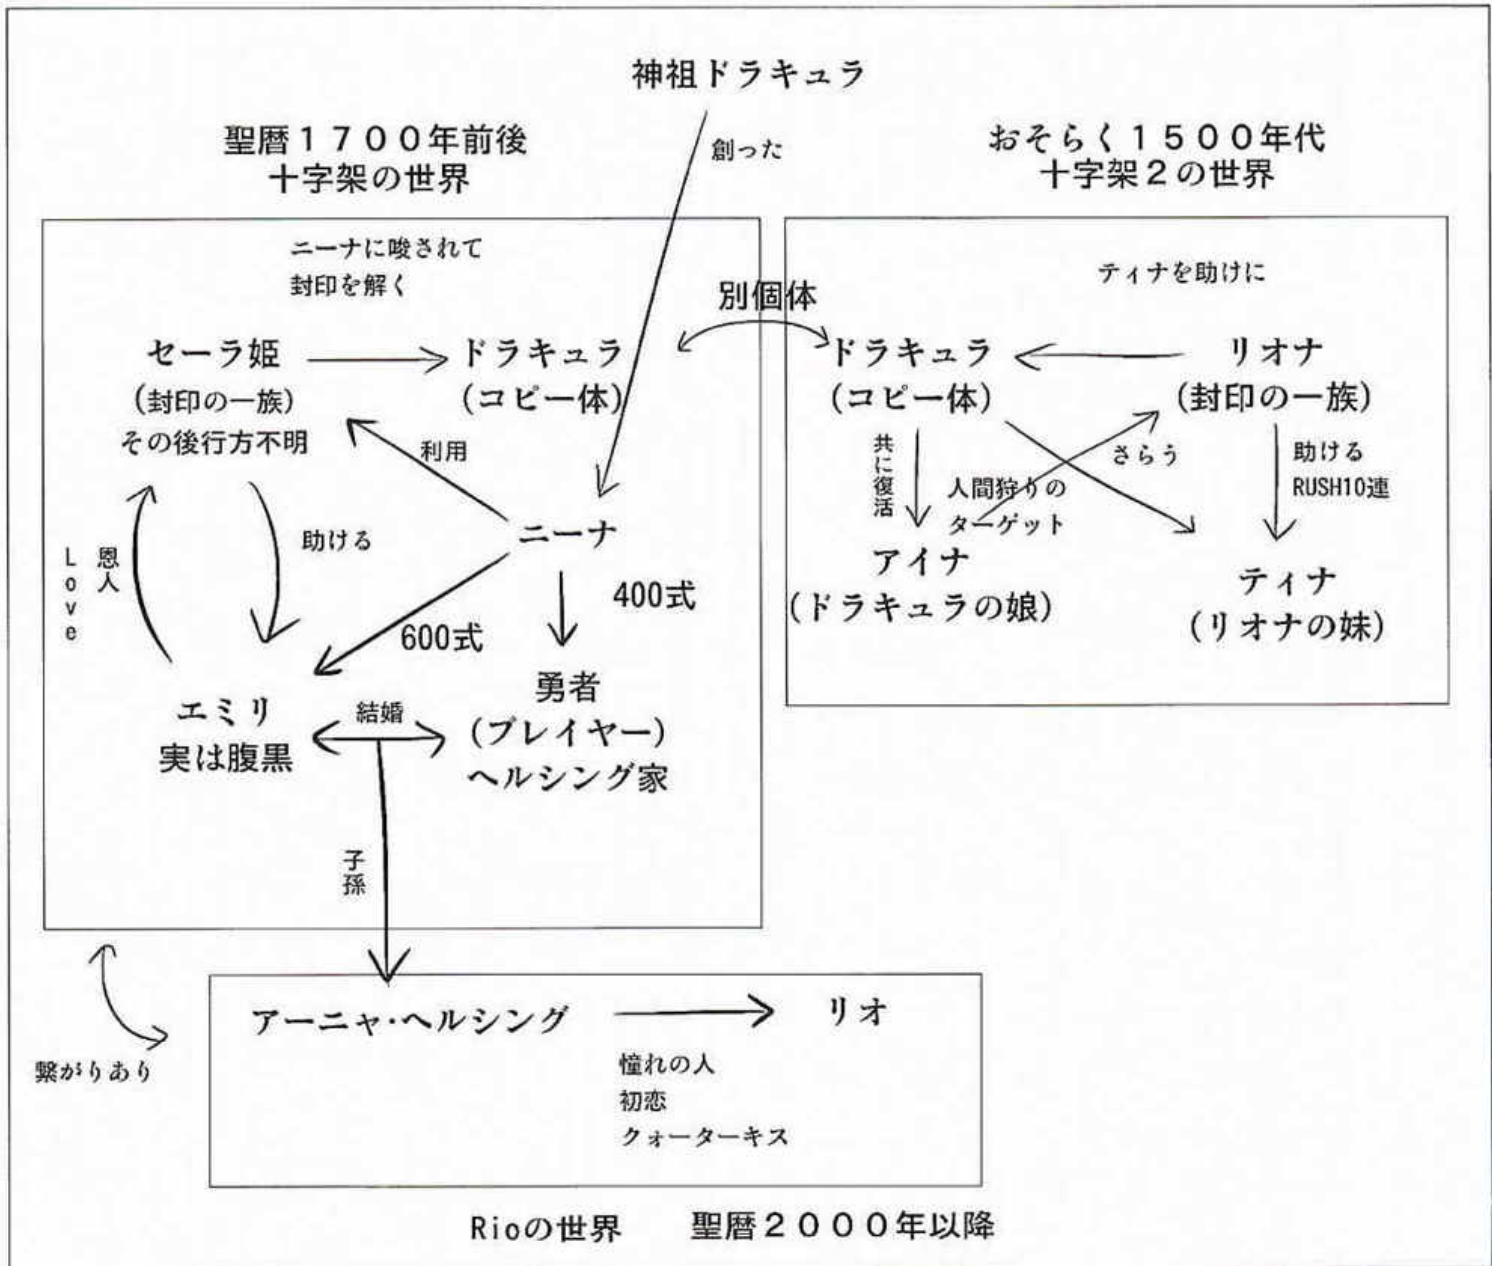 神祖ドラキュラ
創った
聖暦1700年前後
十字架の世界
おそらく1500年代
十字架2の世界
ニーナに唆されて
封印を解く
セーラ姫
(封印の一族)
その後行方不明
ドラキュラ
(コピー体)
利用
ニーナ
助ける
恩人
Love
600式
400式
エミリ
実は腹黒
結婚
勇者
(プレイヤー)
ヘルシング家
子孫
別個体
ティナを助けに
ドラキュラ
(コピー体)
リオナ
(封印の一族)
共に復活
人間狩りの
ターゲット
さらう
助ける
RUSH10連
アイナ
(ドラキュラの娘)
ティナ
(リオナの妹)
繋がりあり
アーニャ・ヘルシング
リオ
憧れの人
初恋
クォーターキス
Rioの世界 聖暦2000年以降